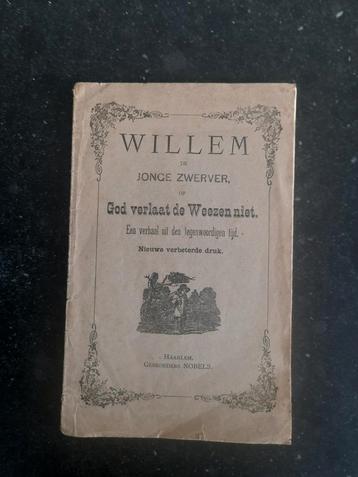 WILLEM
DE
JONGE ZWERVER,
OF
God verlaat de Weezen niet.
Een verhaal uit den tegenwoordigen tijd.
Nieuwe verbeterde druk.
HAARLEM,
GEBROEDERS NOBELS.